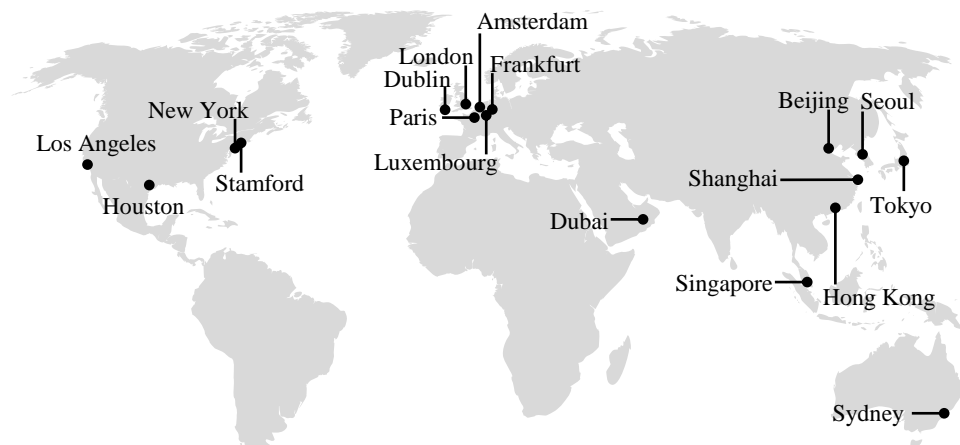 Amsterdam
London
Dublin
Frankfurt
New York
Paris
Beijing
Seoul
Los Angeles
Luxembourg
Stamford
Shanghai
Houston
Tokyo
Dubai
Singapore
Hong Kong
Sydney